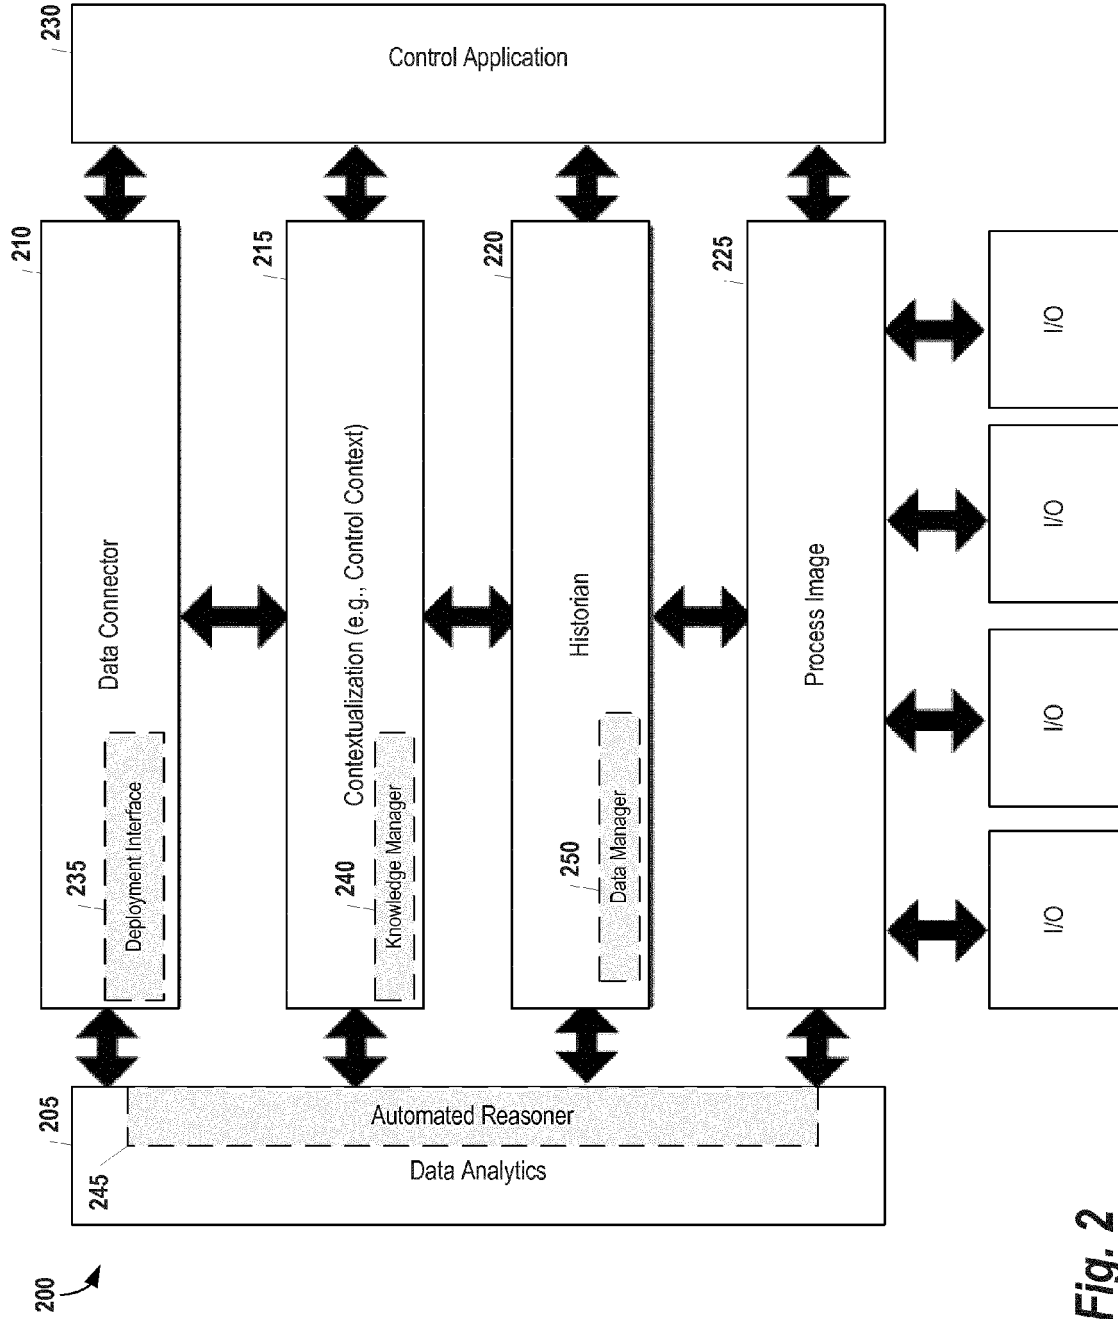 230
Control Application
210
Data Connector
235
Deployment Interface
215
Contextualization (e.g., Control Context)
240
Knowledge Manager
220
Historian
250
Data Manager
225
Process Image
I/O
I/O
I/O
I/O
205
Automated Reasoner
245
Data Analytics
200
Fig. 2